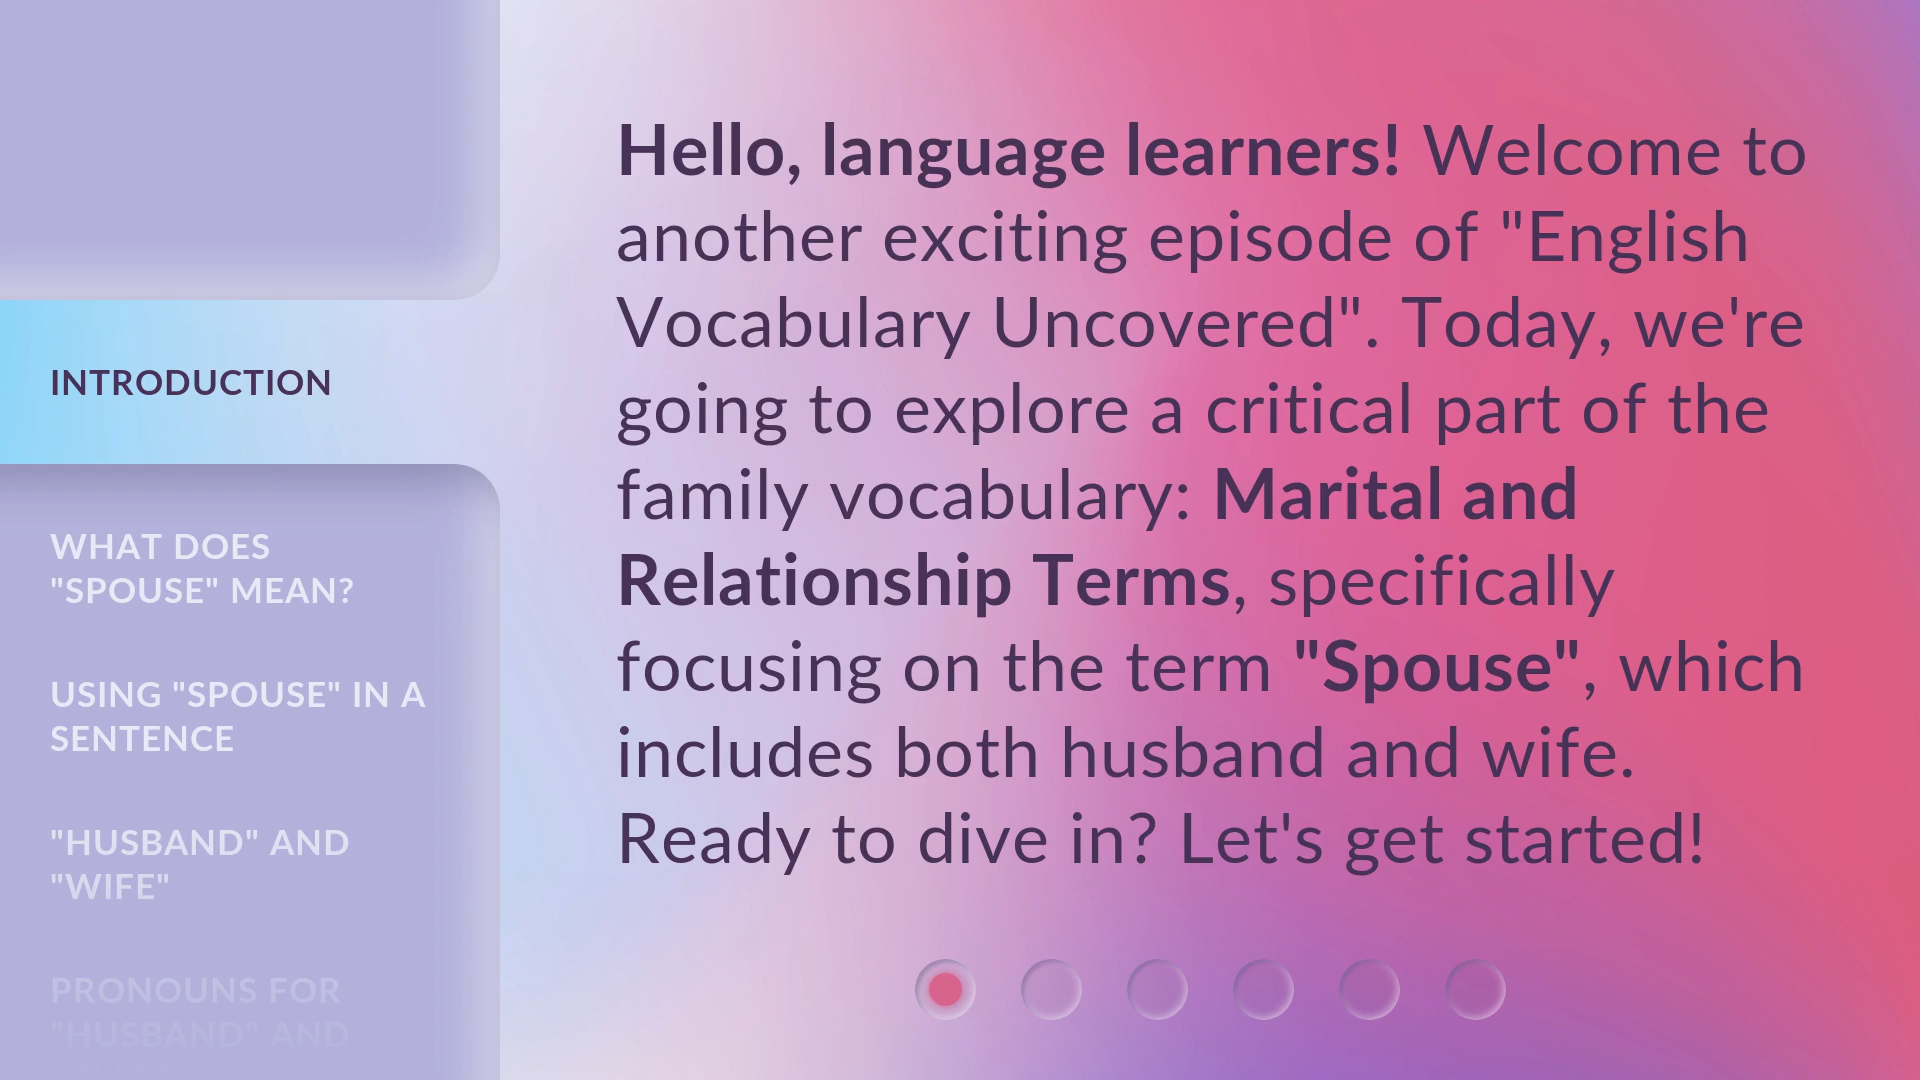 INTRODUCTION
WHAT DOES
"SPOUSE" MEAN?
USING "SPOUSE" IN A
SENTENCE
"HUSBAND" AND
"WIFE"
PRONOUNS FOR
"HUSBAND" AND
Hello, language learners! Welcome to
another exciting episode of "English
Vocabulary Uncovered". Today, we're
going to explore a critical part of the
family vocabulary: Marital and
Relationship Terms, specifically
focusing on the term "Spouse", which
includes both husband and wife.
Ready to dive in? Let's get started!